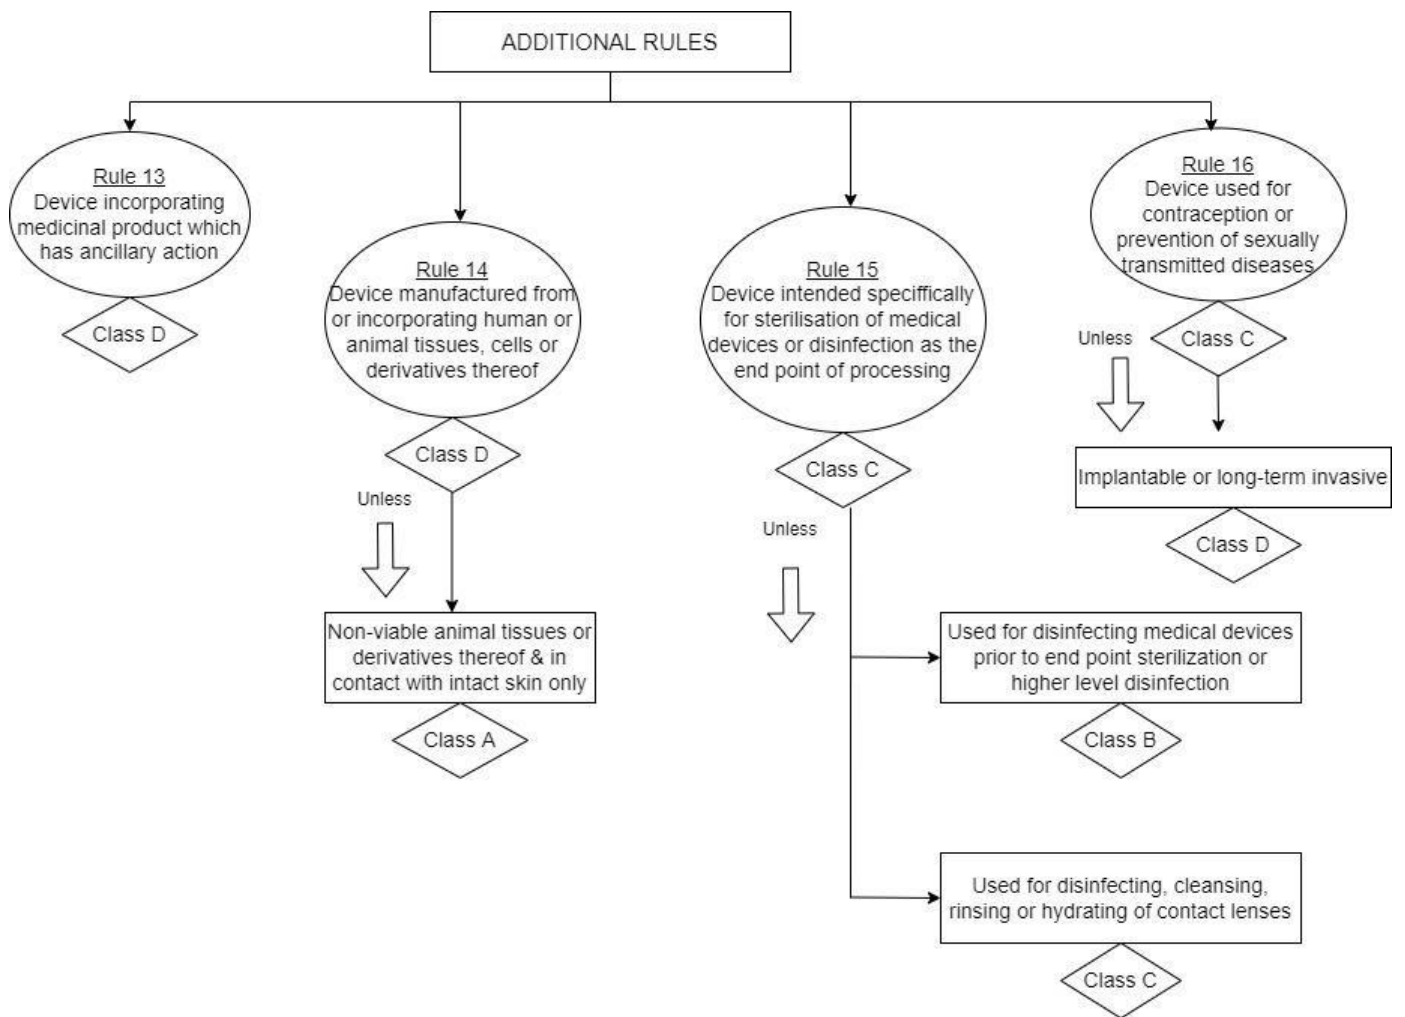 ADDITIONAL RULES
Rule 13
Device incorporating
medicinal product which
has ancillary action
Class D
Rule 14
Device manufactured from
or incorporating human or
animal tissues, cells or
derivatives thereof
Class D
Unless
Non-viable animal tissues or
derivatives thereof & in
contact with intact skin only
Class A
Rule 15
Device intended speciffically
for sterilisation of medical
devices or disinfection as the
end point of processing
Class C
Unless
Used for disinfecting medical devices
prior to end point sterilization or
higher level disinfection
Class B
Used for disinfecting, cleansing,
rinsing or hydrating of contact lenses
Class C
Rule 16
Device used for
contraception or
prevention of sexually
transmitted diseases
Class C
Unless
Implantable or long-term invasive
Class D